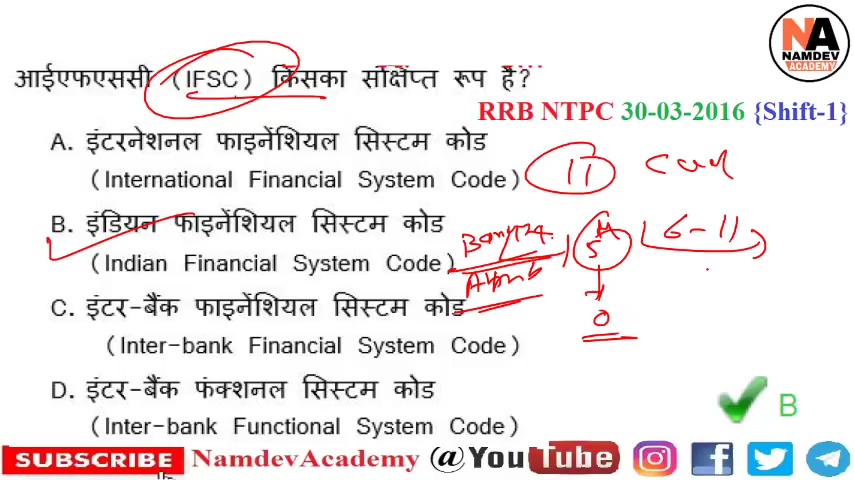 NA
NAMDEV
ACADEMY
आईएफएससी (IFSC) किसका संक्षिप्त रूप है?
RRB NTPC 30-03-2016 {Shift-1}
A. इंटरनेशनल फाइनेंशियल सिस्टम कोड
(International Financial System Code)
11
B. इंडियन फाइनेंशियल सिस्टम कोड
(Indian Financial System Code)
5
6-11
0
C. इंटर-बैंक फाइनेंशियल सिस्टम कोड
(Inter-bank Financial System Code)
D. इंटर-बैंक फंक्शनल सिस्टम कोड
(Inter-bank Functional System Code)
B
SUBSCRIBE NamdevAcademy @YouTube